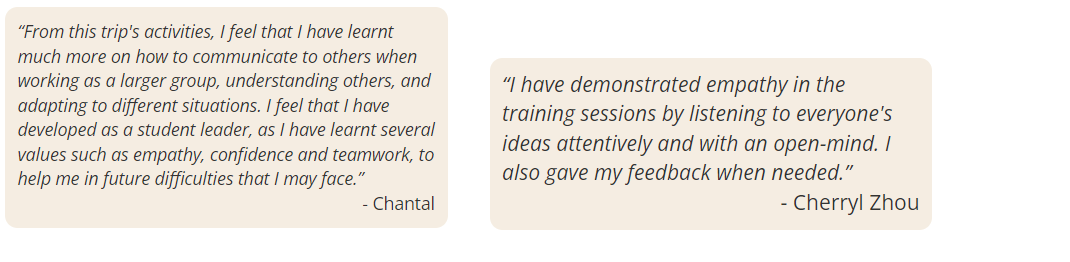 “From this trip's activities, I feel that I have learnt
much more on how to communicate to others when
working as a larger group, understanding others, and
adapting to different situations. I feel that I have
developed as a student leader, as I have learnt several
values such as empathy, confidence and teamwork, to
help me in future difficulties that I may face.”
- Chantal
“I have demonstrated empathy in the
training sessions by listening to everyone's
ideas attentively and with an open-mind. I
also gave my feedback when needed.”
- Cherryl Zhou